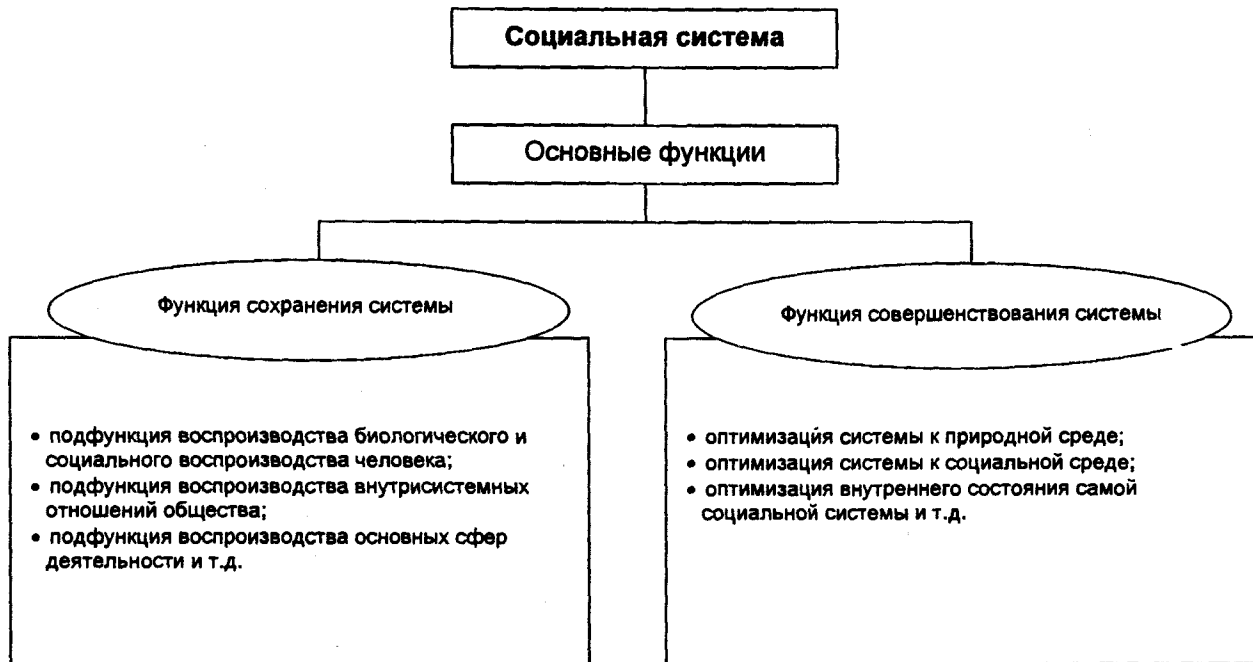 Социальная система
Основные функции
Функция сохранения системы
• подфункция воспроизводства биологического и
социального воспроизводства человека;
• подфункция воспроизводства внутрисистемных
отношений общества;
• подфункция воспроизводства основных сфер
деятельности и т.д.
Функция совершенствования системы
• оптимизация системы к природной среде;
• оптимизация системы к социальной среде;
• оптимизация внутреннего состояния самой
социальной системы и т.д.